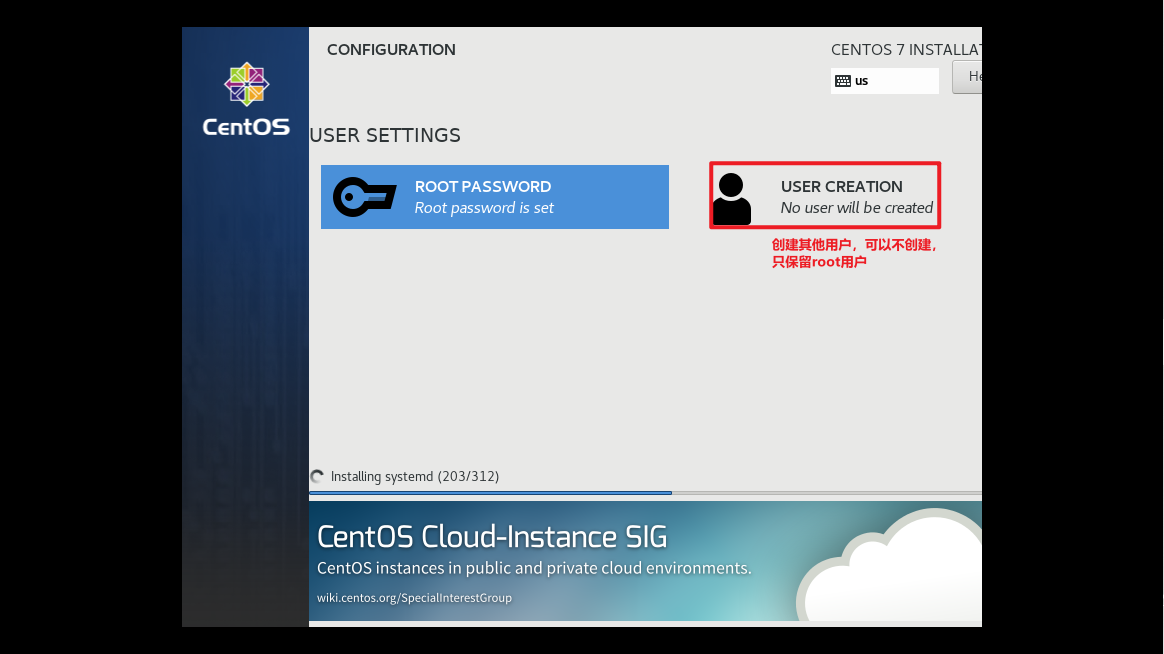 CONFIGURATION
CENTOS 7 INSTALLAT
us
He
CentOS
USER SETTINGS
ROOT PASSWORD
Root password is set
USER CREATION
No user will be created
创建其他用户，可以不创建，
只保留root用户
Installing systemd (203/312)
CentOS Cloud-Instance SIG
CentOS instances in public and private cloud environments.
wiki.centos.org/SpecialInterestGroup